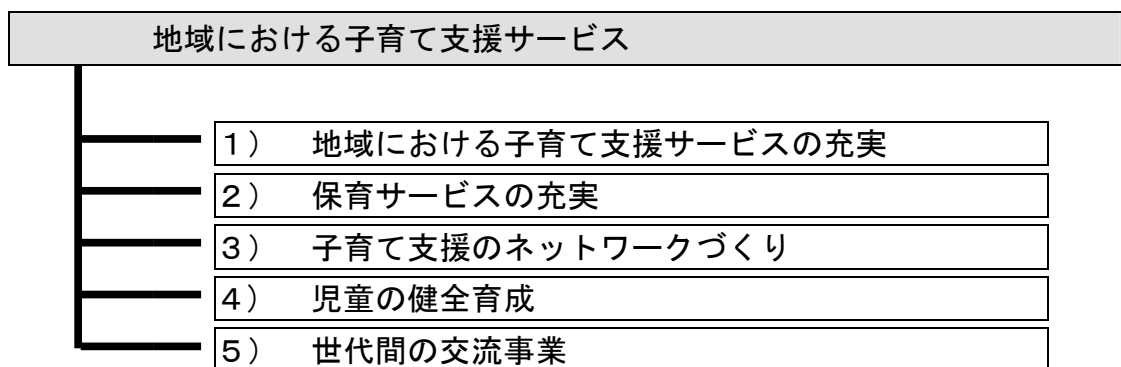 地域における子育て支援サービス
１） 地域における子育て支援サービスの充実
２） 保育サービスの充実
３） 子育て支援のネットワークづくり
４） 児童の健全育成
５） 世代間の交流事業